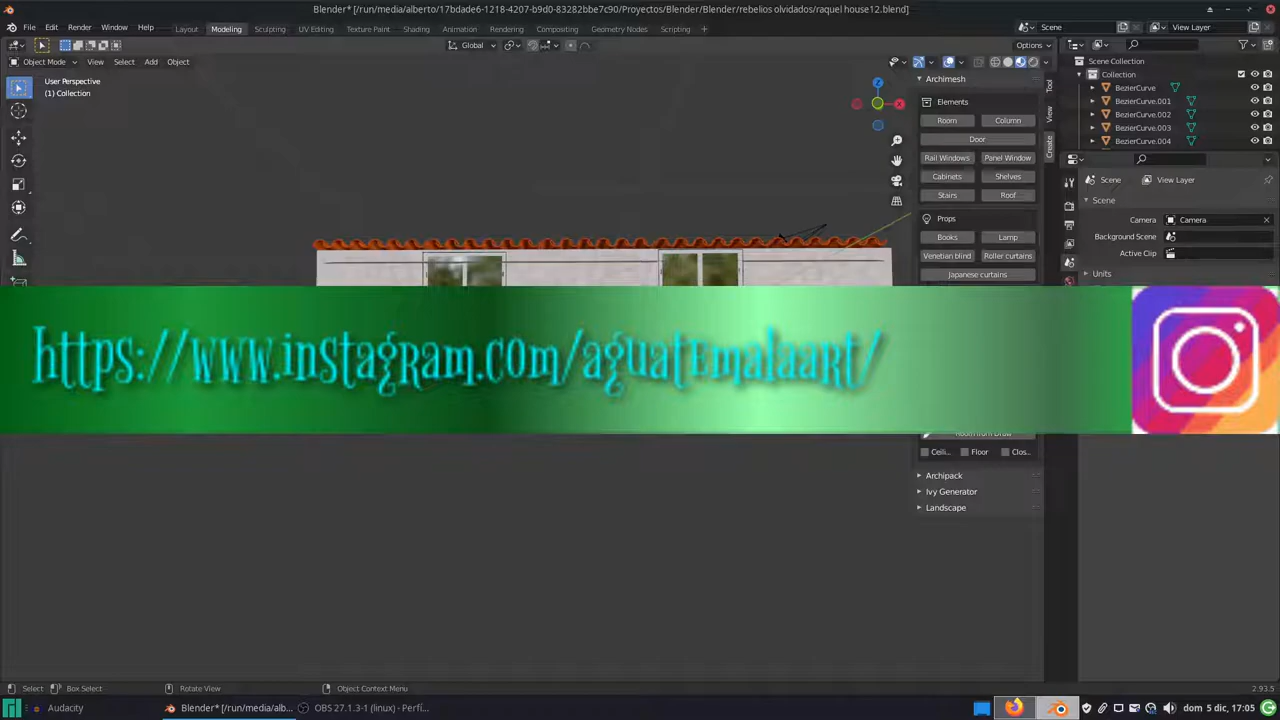 Blender* [/run/media/alberto/17bdade6-1218-4207-b9d0-83282bbe7c90/Proyectos/Blender/Blender/rebelios olvidados/raquel house12.blend]
File Edit Render Window Help Layout Modeling Sculpting UV Editing Texture Paint Shading Animation Rendering Compositing Geometry Nodes Scripting Scene View Layer
Global Options
Object Mode View Select Add Object
User Perspective
(1) Collection
Archimesh
Elements
Room Column
Door
Rail Windows Panel Window
Cabinets Shelves
Stairs Roof
Props
Books Lamp
Venetian blind Roller curtains
Japanese curtains
Tool
View
Create
Scene Collection
Collection
BezierCurve
BezierCurve.001
BezierCurve.002
BezierCurve.003
BezierCurve.004
Scene View Layer
Scene
Camera Camera
Background Scene
Active Clip
Units
https://www.instagram.com/aguatemalaart/
Ceili.. Floor Clos..
Archipack
Ivy Generator
Landscape
Select Box Select Rotate View Object Context Menu 2.93.5
Audacity Blender* [/run/media/alb... OBS 27.1.3-1 (linux) - Perfi... dom 5 dic, 17:05